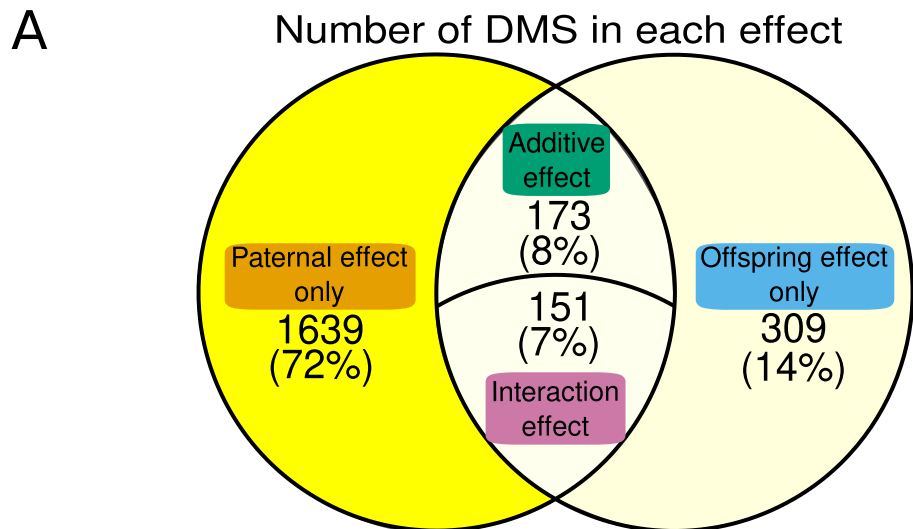 A
Number of DMS in each effect
Additive
effect
173
(8%)
Paternal effect
only
1639
(72%)
Offspring effect
only
309
(14%)
151
(7%)
Interaction
effect